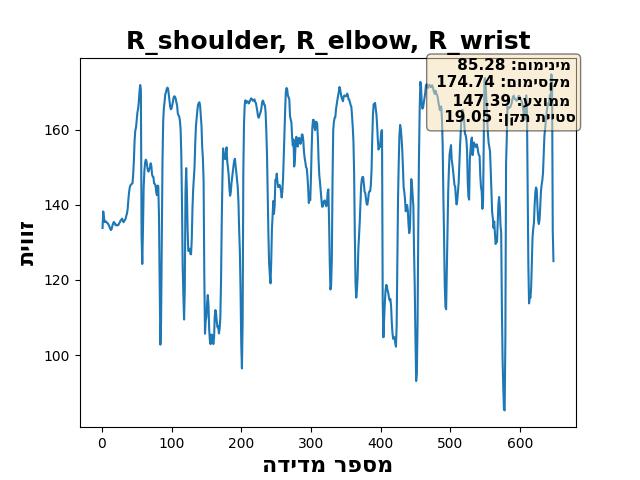 R_shoulder, R_elbow, R_wrist
מינימום: 85.28
מקסימום: 174.74
ממוצע: 147.39
סטיית תקן: 19.05
160
140
120
100
זווית
0 100 200 300 400 500 600
מספר מדידה